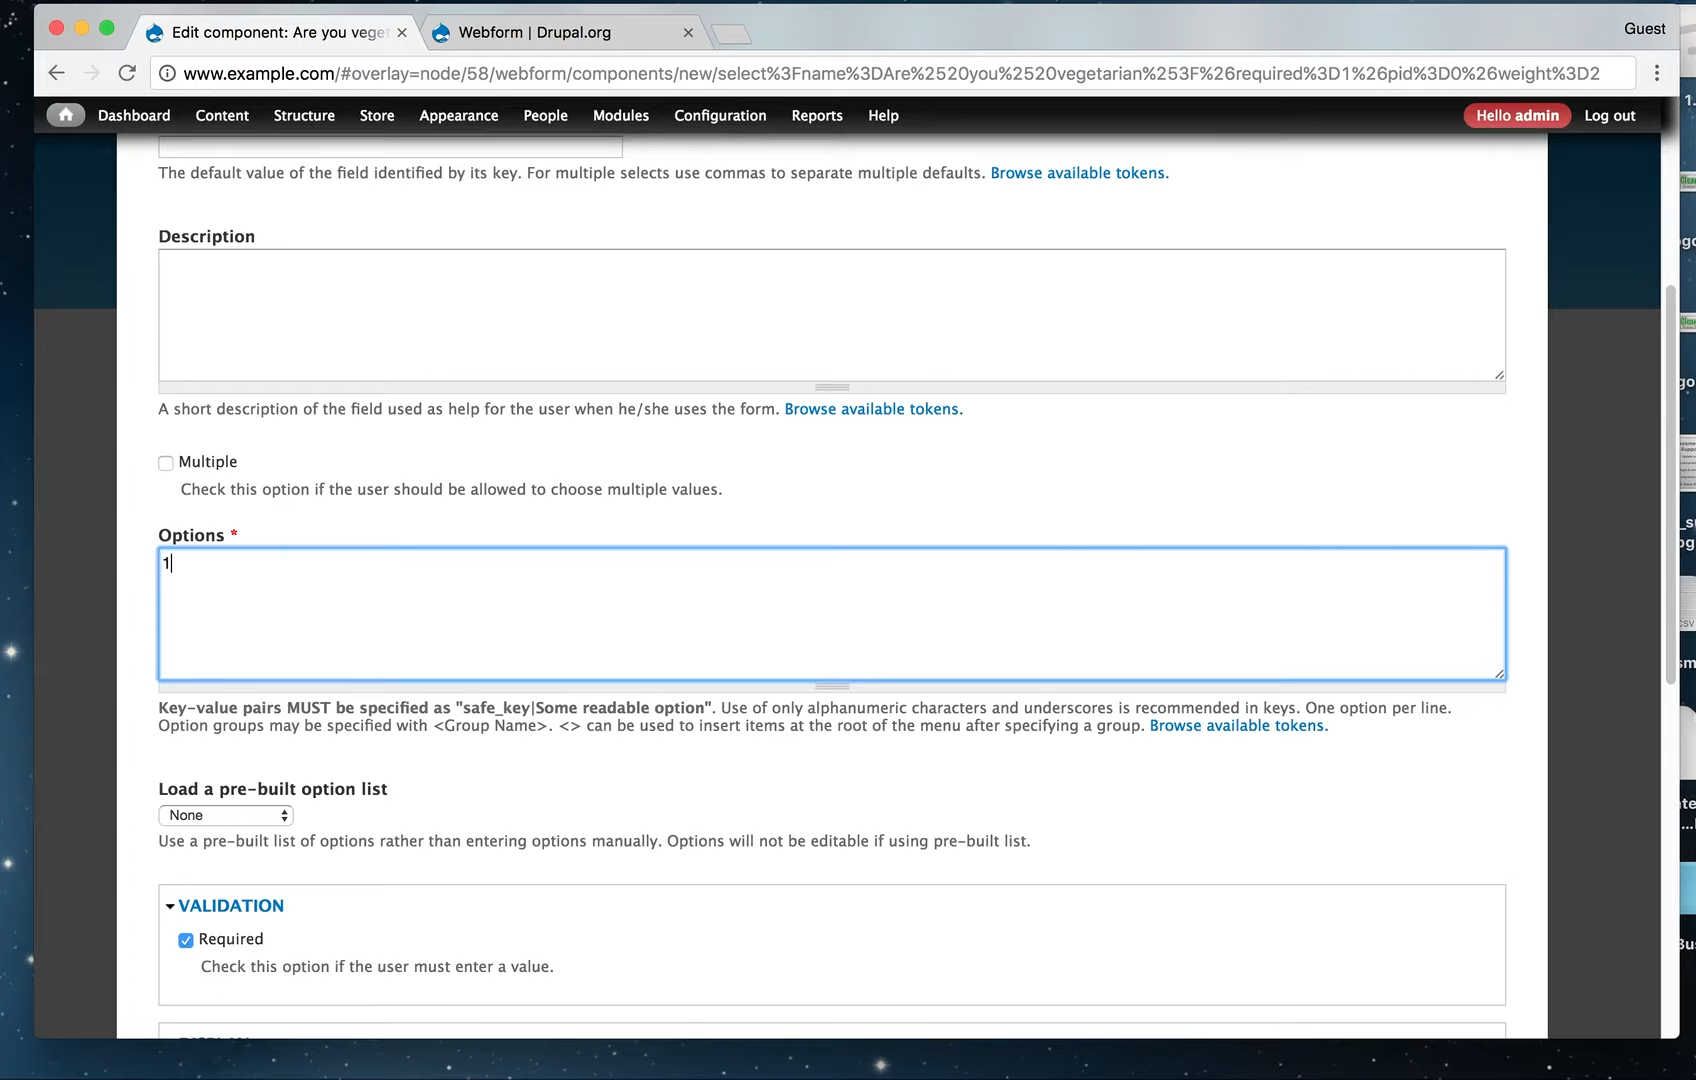 Edit component: Are you veget
Webform | Drupal.org
Guest
www.example.com/#overlay=node/58/webform/components/new/select%3Fname%3DAre%2520you%2520vegetarian%253F%26required%3D1%26pid%3D0%26weight%3D2
Dashboard Content Structure Store Appearance People Modules Configuration Reports Help Hello admin Log out
The default value of the field identified by its key. For multiple selects use commas to separate multiple defaults. Browse available tokens.
Description
A short description of the field used as help for the user when he/she uses the form. Browse available tokens.
Multiple
Check this option if the user should be allowed to choose multiple values.
Options *
1
Key-value pairs MUST be specified as "safe_key|Some readable option". Use of only alphanumeric characters and underscores is recommended in keys. One option per line.
Option groups may be specified with <Group Name>. <> can be used to insert items at the root of the menu after specifying a group. Browse available tokens.
Load a pre-built option list
None
Use a pre-built list of options rather than entering options manually. Options will not be editable if using pre-built list.
VALIDATION
Required
Check this option if the user must enter a value.